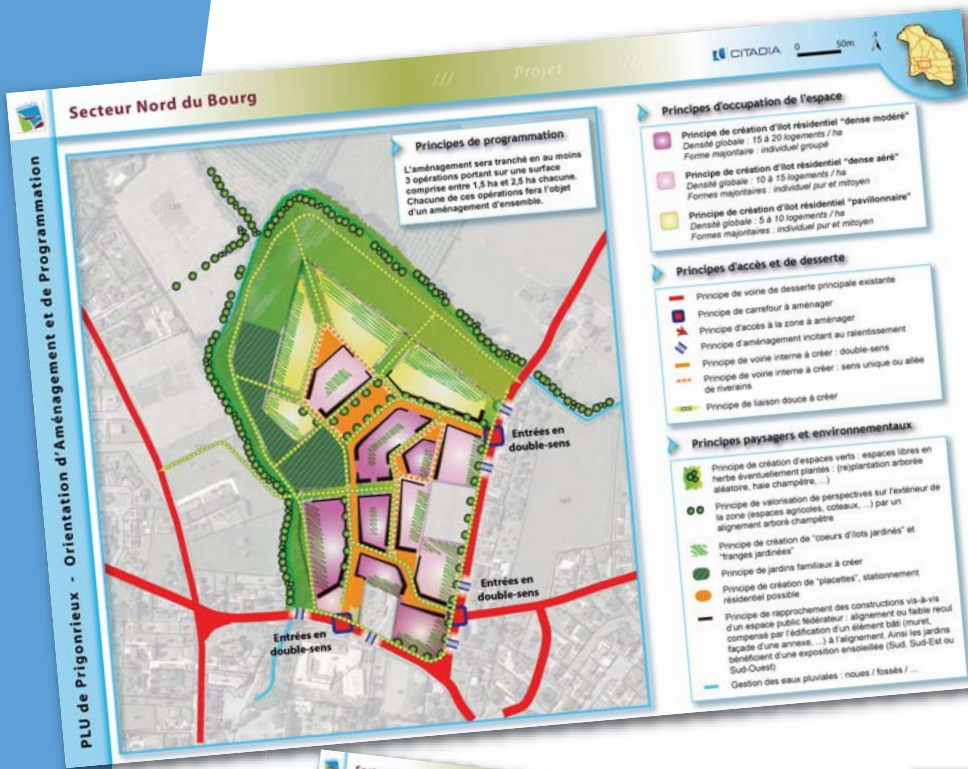 Secteur Nord du Bourg
/// Projet ///
CITADIA 0 50m
PLU de Prigonrieux - Orientation d'Aménagement et de Programmation
Principes de programmation
L'aménagement sera tranché en au moins
3 opérations portant sur une surface
comprise entre 1,5 ha et 2,5 ha chacune.
Chacune de ces opérations fera l'objet
d'un aménagement d'ensemble.
Entrées en
double-sens
Entrées en
double-sens
Entrées en
double-sens
Principes d'occupation de l'espace
Principe de création d'îlot résidentiel "dense modéré"
Densité globale : 15 à 20 logements / ha
Forme majoritaire : individuel groupé
Principe de création d'îlot résidentiel "dense aéré"
Densité globale : 10 à 15 logements / ha
Formes majoritaires : individuel pur et mitoyen
Principe de création d'îlot résidentiel "pavillonnaire"
Densité globale : 5 à 10 logements / ha
Formes majoritaires : individuel pur et mitoyen
Principes d'accès et de desserte
Principe de voirie de desserte principale existante
Principe de carrefour à aménager
Principe d'accès à la zone à aménager
Principe d'aménagement incitant au ralentissement
Principe de voirie interne à créer : double-sens
Principe de voirie interne à créer : sens unique ou allée
de riverains
Principe de liaison douce à créer
Principes paysagers et environnementaux
Principe de création d'espaces verts : espaces libres en
herbe éventuellement plantés : (re)plantation arborée
aléatoire, haie champêtre, ...)
Principe de valorisation de perspectives sur l'extérieur de
la zone (espaces agricoles, coteaux, ...) par un
alignement arboré champêtre
Principe de création de "coeurs d'îlots jardinés" et
"franges jardinées"
Principe de jardins familiaux à créer
Principe de création de "placettes", stationnement
résidentiel possible
Principe de rapprochement des constructions vis-à-vis
d'un espace public fédérateur : alignement ou faible recul
compensé par l'édification d'un élément bâti (muret,
façade d'une annexe, ...) à l'alignement. Ainsi les jardins
bénéficient d'une exposition ensoleillée (Sud, Sud-Est ou
Sud-Ouest)
Gestion des eaux pluviales : noues / fossés / ...